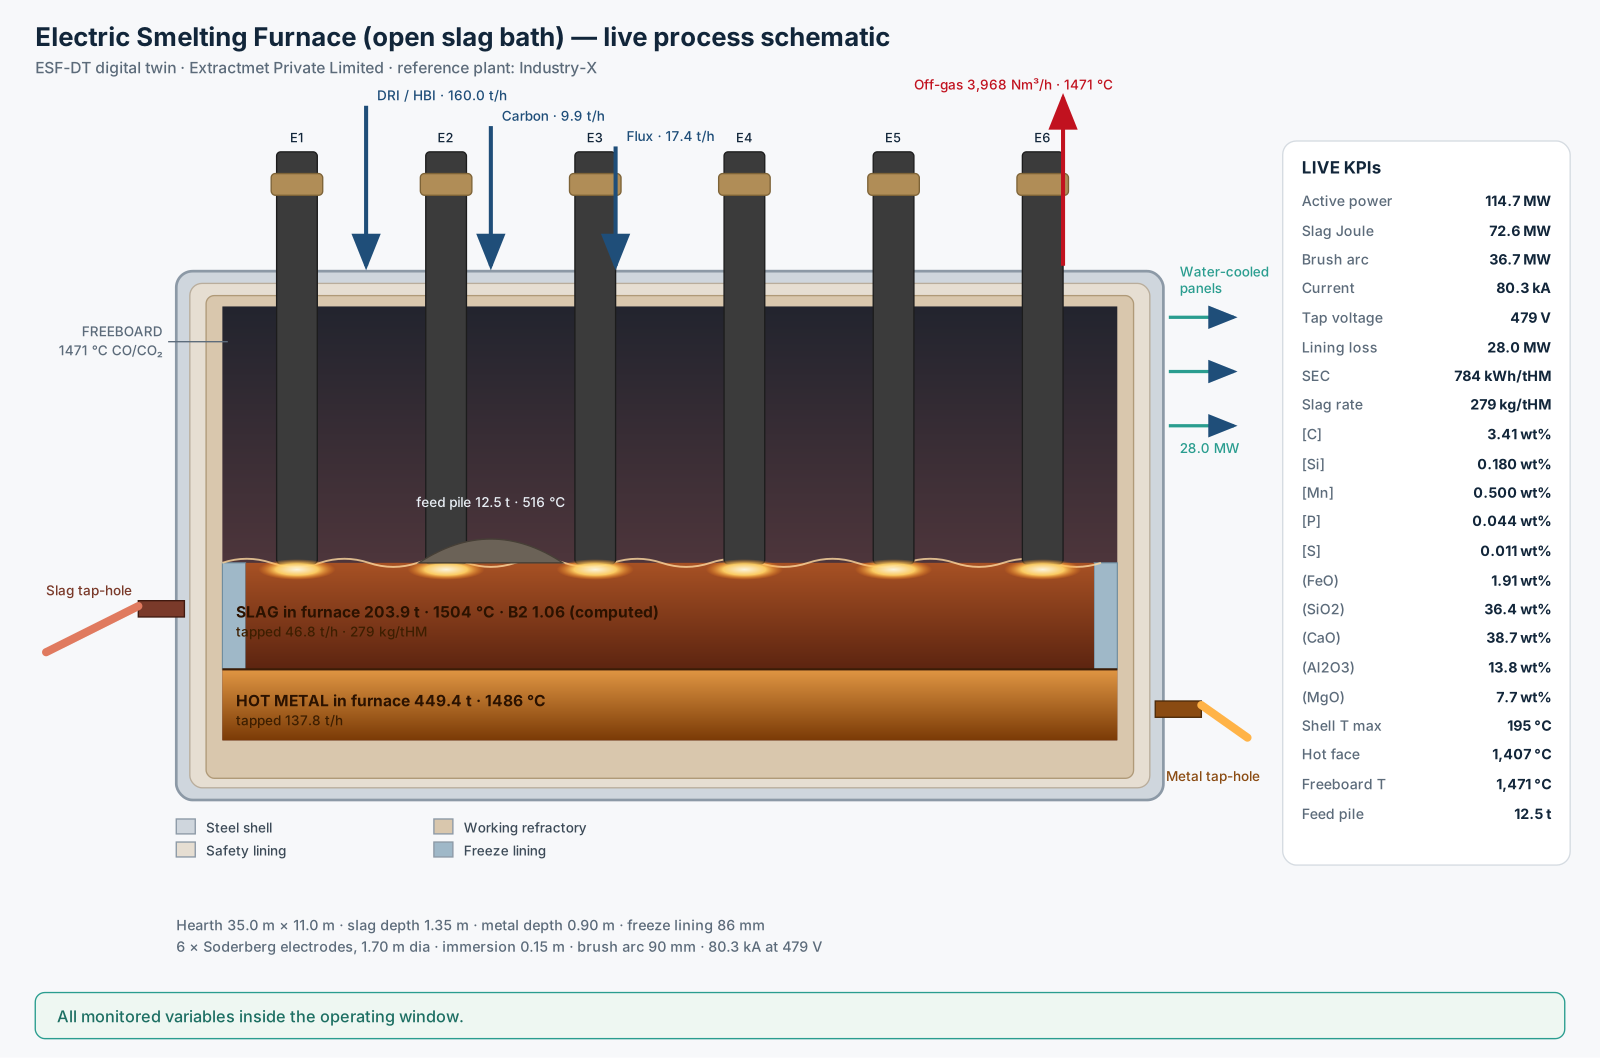 Electric Smelting Furnace (open slag bath) — live process schematic
ESF-DT digital twin · Extractmet Private Limited · reference plant: Industry-X
Off-gas 3,968 Nm³/h · 1471 °C
DRI / HBI · 160.0 t/h
Carbon · 9.9 t/h
Flux · 17.4 t/h
E1 E2 E3 E4 E5 E6
FREEBOARD
1471 °C CO/CO₂
Water-cooled
panels
28.0 MW
feed pile 12.5 t · 516 °C
Slag tap-hole
SLAG in furnace 203.9 t · 1504 °C · B2 1.06 (computed)
tapped 46.8 t/h · 279 kg/tHM
HOT METAL in furnace 449.4 t · 1486 °C
tapped 137.8 t/h
Metal tap-hole
LIVE KPIs
Active power 114.7 MW
Slag Joule 72.6 MW
Brush arc 36.7 MW
Current 80.3 kA
Tap voltage 479 V
Lining loss 28.0 MW
SEC 784 kWh/tHM
Slag rate 279 kg/tHM
[C] 3.41 wt%
[Si] 0.180 wt%
[Mn] 0.500 wt%
[P] 0.044 wt%
[S] 0.011 wt%
(FeO) 1.91 wt%
(SiO2) 36.4 wt%
(CaO) 38.7 wt%
(Al2O3) 13.8 wt%
(MgO) 7.7 wt%
Shell T max 195 °C
Hot face 1,407 °C
Freeboard T 1,471 °C
Feed pile 12.5 t
Steel shell
Working refractory
Safety lining
Freeze lining
Hearth 35.0 m × 11.0 m · slag depth 1.35 m · metal depth 0.90 m · freeze lining 86 mm
6 × Soderberg electrodes, 1.70 m dia · immersion 0.15 m · brush arc 90 mm · 80.3 kA at 479 V
All monitored variables inside the operating window.